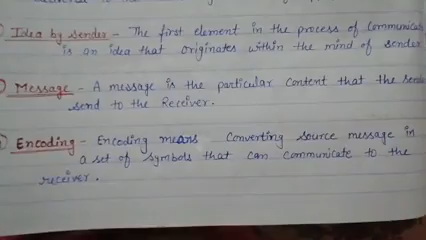 Idea by sender - The first element in the process of Communicat
is an idea that originates within the mind of sender
Message - A message is the particular content that the send
send to the Receiver.
Encoding - Encoding means Converting source message in
a set of symbols that can communicate to the
receiver.